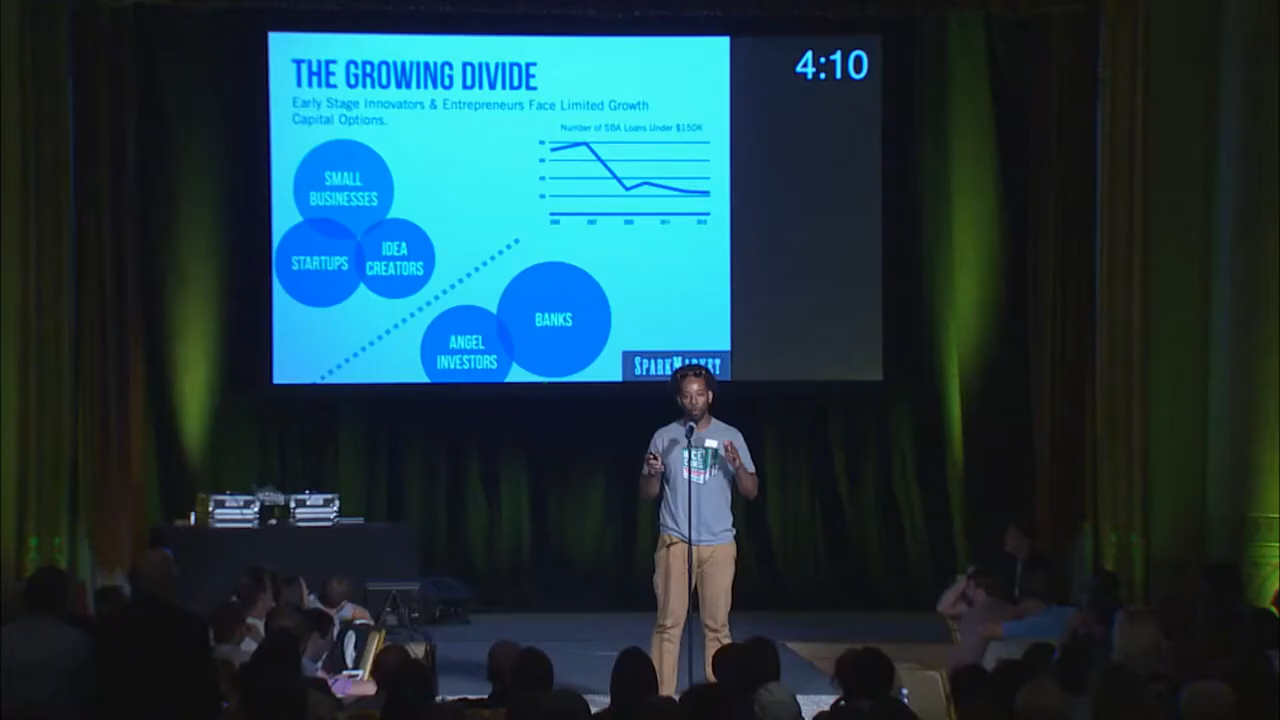 THE GROWING DIVIDE
4:10
Early Stage Innovators & Entrepreneurs Face Limited Growth
Capital Options.
Number of SBA Loans Under $150K
SMALL
BUSINESSES
STARTUPS
IDEA
CREATORS
ANGEL
INVESTORS
BANKS
SPARKMARKET